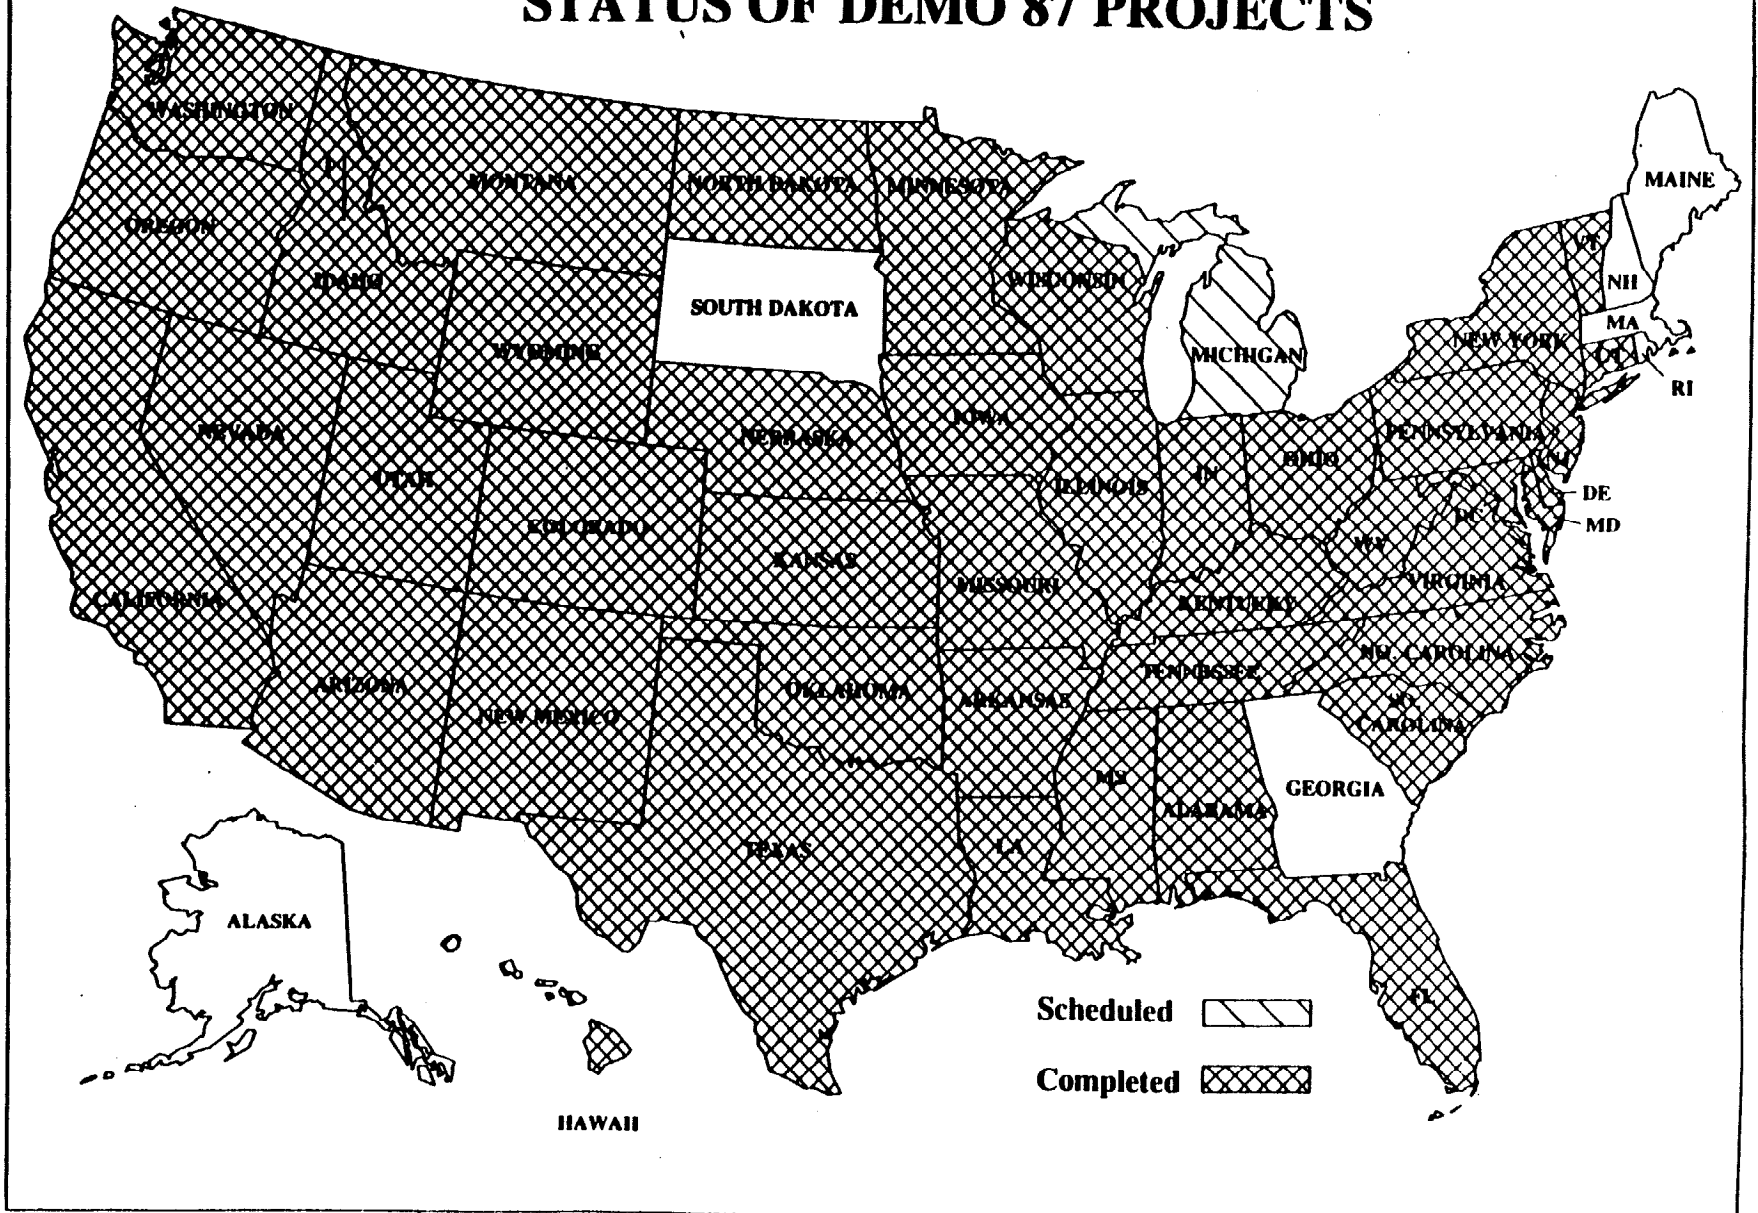 STATUS OF DEMO 87 PROJECTS
WASHINGTON
MONTANA
NORTH DAKOTA
MINNESOTA
MAINE
OREGON
IDAHO
WISCONSIN
VT
NH
SOUTH DAKOTA
MA
WYOMING
MICHIGAN
NEW YORK
CT
RI
NEVADA
NEBRASKA
IOWA
PENNSYLVANIA
UTAH
ILLINOIS
IN
OHIO
NJ
DE
COLORADO
DC
MD
KANSAS
WV
CALIFORNIA
MISSOURI
KENTUCKY
VIRGINIA
ARIZONA
TENNESSEE
NO. CAROLINA
NEW MEXICO
OKLAHOMA
ARKANSAS
SO.
CAROLINA
MS
GEORGIA
ALABAMA
TEXAS
LA
ALASKA
FL
Scheduled
Completed
HAWAII